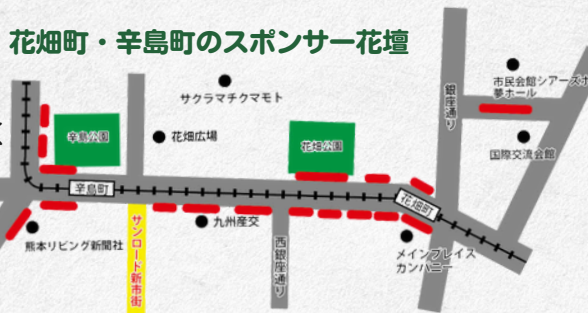 花畑町・辛島町のスポンサー花壇
サクラマチクマモト
銀座通り
市民会館シアーズホ
夢ホール
辛島公園
花畑広場
花畑公園
国際交流会館
辛島町
花畑町
熊本リビング新聞社
サンロード新市街
九州産交
西銀座通り
メインプレイス
カンパニー